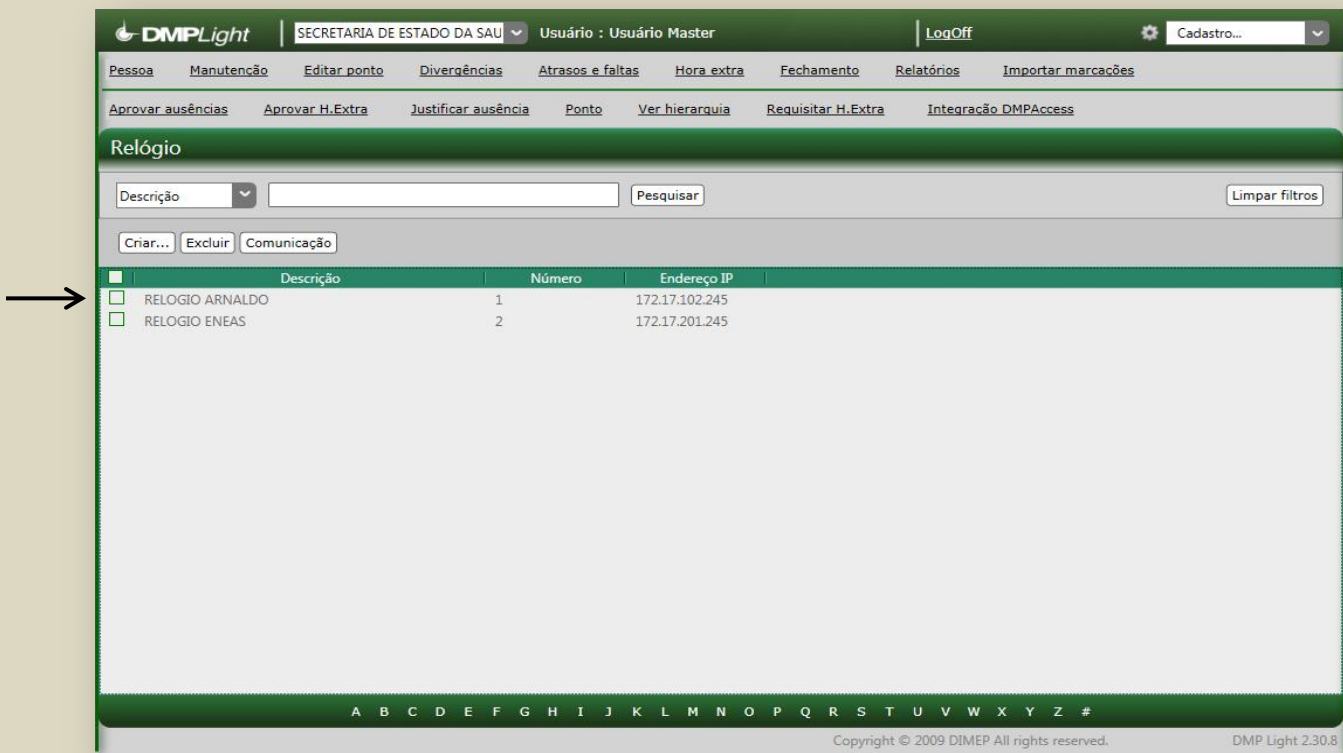 DMPLight SECRETARIA DE ESTADO DA SAU Usuário : Usuário Master LogOff Cadastro...
Pessoa Manutenção Editar ponto Divergências Atrasos e faltas Hora extra Fechamento Relatórios Importar marcações
Aprovar ausências Aprovar H.Extra Justificar ausência Ponto Ver hierarquia Requisitar H.Extra Integração DMPAccess
Relógio
Descrição Pesquisar Limpar filtros
Criar... Excluir Comunicação
Descrição Número Endereço IP
RELOGIO ARNALDO 1 172.17.102.245
RELOGIO ENEAS 2 172.17.201.245
A B C D E F G H I J K L M N O P Q R S T U V W X Y Z #
Copyright © 2009 DIMEP All rights reserved. DMP Light 2.30.8